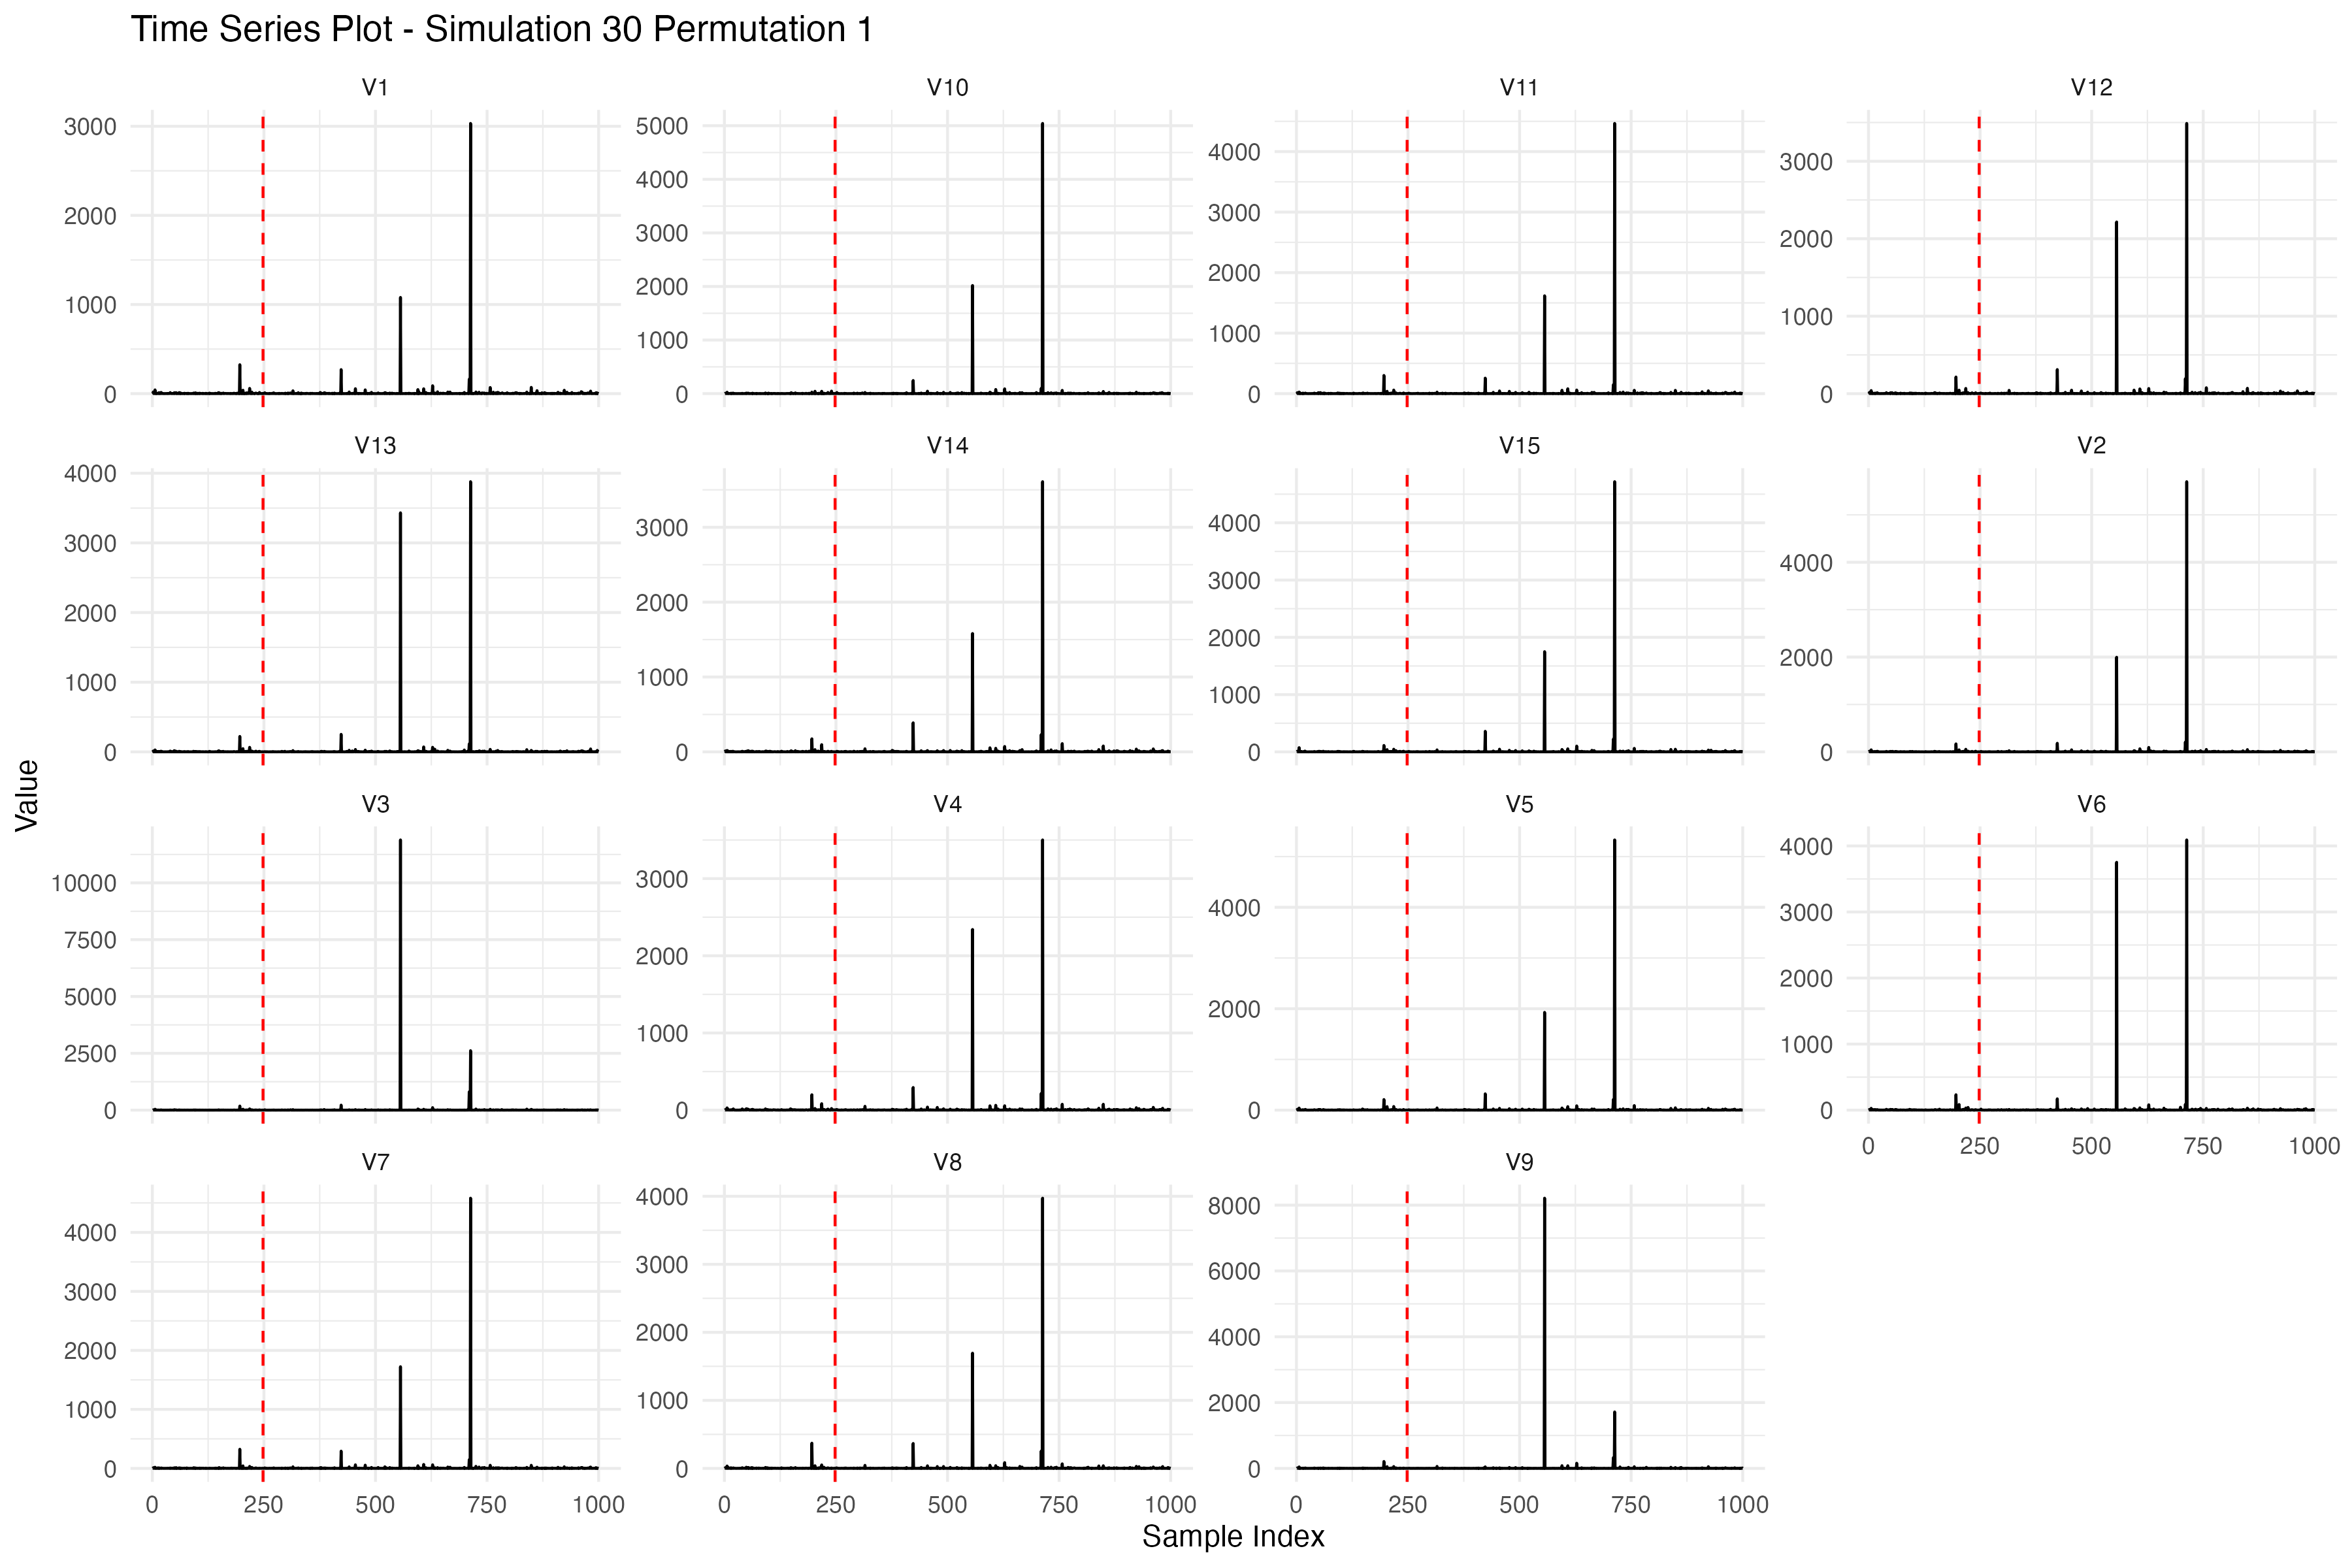 Time Series Plot - Simulation 30 Permutation 1
V1 V10 V11 V12
3000 2000 1000 0
5000 4000 3000 2000 1000 0
4000 3000 2000 1000 0
3000 2000 1000 0
V13 V14 V15 V2
4000 3000 2000 1000 0
3000 2000 1000 0
4000 3000 2000 1000 0
4000 2000 0
Value
V3 V4 V5 V6
10000 7500 5000 2500 0
3000 2000 1000 0
4000 2000 0
4000 3000 2000 1000 0
0 250 500 750 1000
V7 V8 V9
4000 3000 2000 1000 0
4000 3000 2000 1000 0
8000 6000 4000 2000 0
0 250 500 750 1000
0 250 500 750 1000
0 250 500 750 1000
Sample Index